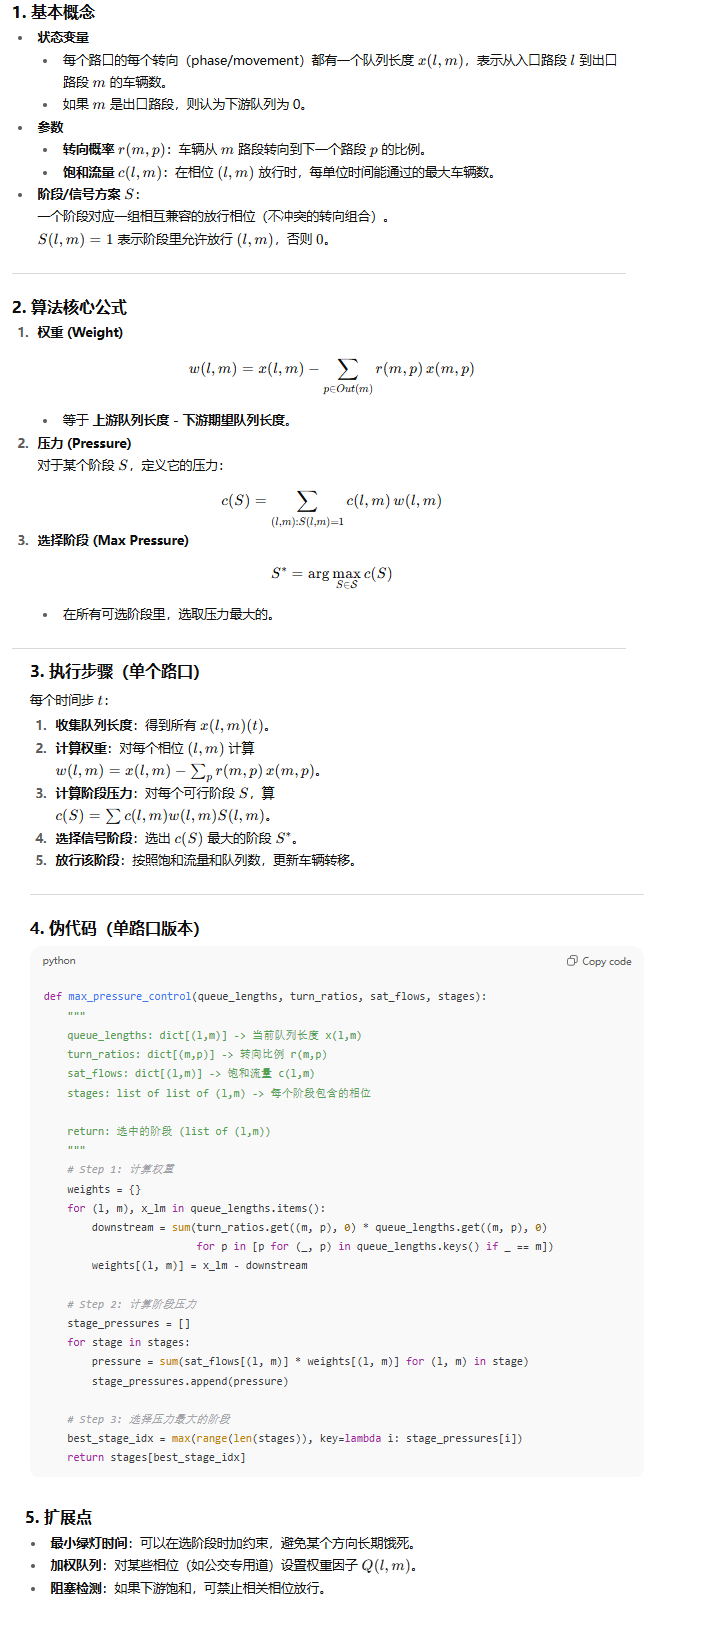 1. 基本概念
• 状态变量
• 每个路口的每个转向（phase/movement）都有一个队列长度 x(l, m)，表示从入口路段 l 到出口
路段 m 的车辆数。
• 如果 m 是出口路段，则认为下游队列为 0。
• 参数
• 转向概率 r(m, p)：车辆从 m 路段转向到下一个路段 p 的比例。
• 饱和流量 c(l, m)：在相位 (l, m) 放行时，每单位时间能通过的最大车辆数。
• 阶段/信号方案 S：
一个阶段对应一组相互兼容的放行相位（不冲突的转向组合）。
S(l, m) = 1 表示阶段里允许放行 (l, m)，否则 0。
2. 算法核心公式
1. 权重 (Weight)
w(l, m) = x(l, m) − ∑_{p∈Out(m)} r(m, p) x(m, p)
• 等于 上游队列长度 - 下游期望队列长度。
2. 压力 (Pressure)
对于某个阶段 S，定义它的压力：
c(S) = ∑_{(l,m):S(l,m)=1} c(l, m) w(l, m)
3. 选择阶段 (Max Pressure)
S* = arg max_{S∈𝒮} c(S)
• 在所有可选阶段里，选取压力最大的。
3. 执行步骤（单个路口）
每个时间步 t：
1. 收集队列长度：得到所有 x(l, m)(t)。
2. 计算权重：对每个相位 (l, m) 计算
w(l, m) = x(l, m) − ∑_p r(m, p) x(m, p)。
3. 计算阶段压力：对每个可行阶段 S，算
c(S) = ∑ c(l, m)w(l, m)S(l, m)。
4. 选择信号阶段：选出 c(S) 最大的阶段 S*。
5. 放行该阶段：按照饱和流量和队列数，更新车辆转移。
4. 伪代码（单路口版本）
python
Copy code
def max_pressure_control(queue_lengths, turn_ratios, sat_flows, stages):
    """
    queue_lengths: dict[(l,m)] -> 当前队列长度 x(l,m)
    turn_ratios: dict[(m,p)] -> 转向比例 r(m,p)
    sat_flows: dict[(l,m)] -> 饱和流量 c(l,m)
    stages: list of list of (l,m) -> 每个阶段包含的相位
    return: 选中的阶段 (list of (l,m))
    """
    # Step 1: 计算权重
    weights = {}
    for (l, m), x_lm in queue_lengths.items():
        downstream = sum(turn_ratios.get((m, p), 0) * queue_lengths.get((m, p), 0)
                         for p in [p for (_, p) in queue_lengths.keys() if _ == m])
        weights[(l, m)] = x_lm - downstream
    # Step 2: 计算阶段压力
    stage_pressures = []
    for stage in stages:
        pressure = sum(sat_flows[(l, m)] * weights[(l, m)] for (l, m) in stage)
        stage_pressures.append(pressure)
    # Step 3: 选择压力最大的阶段
    best_stage_idx = max(range(len(stages)), key=lambda i: stage_pressures[i])
    return stages[best_stage_idx]
5. 扩展点
• 最小绿灯时间：可以在选阶段时加约束，避免某个方向长期饿死。
• 加权队列：对某些相位（如公交专用道）设置权重因子 Q(l, m)。
• 阻塞检测：如果下游饱和，可禁止相关相位放行。